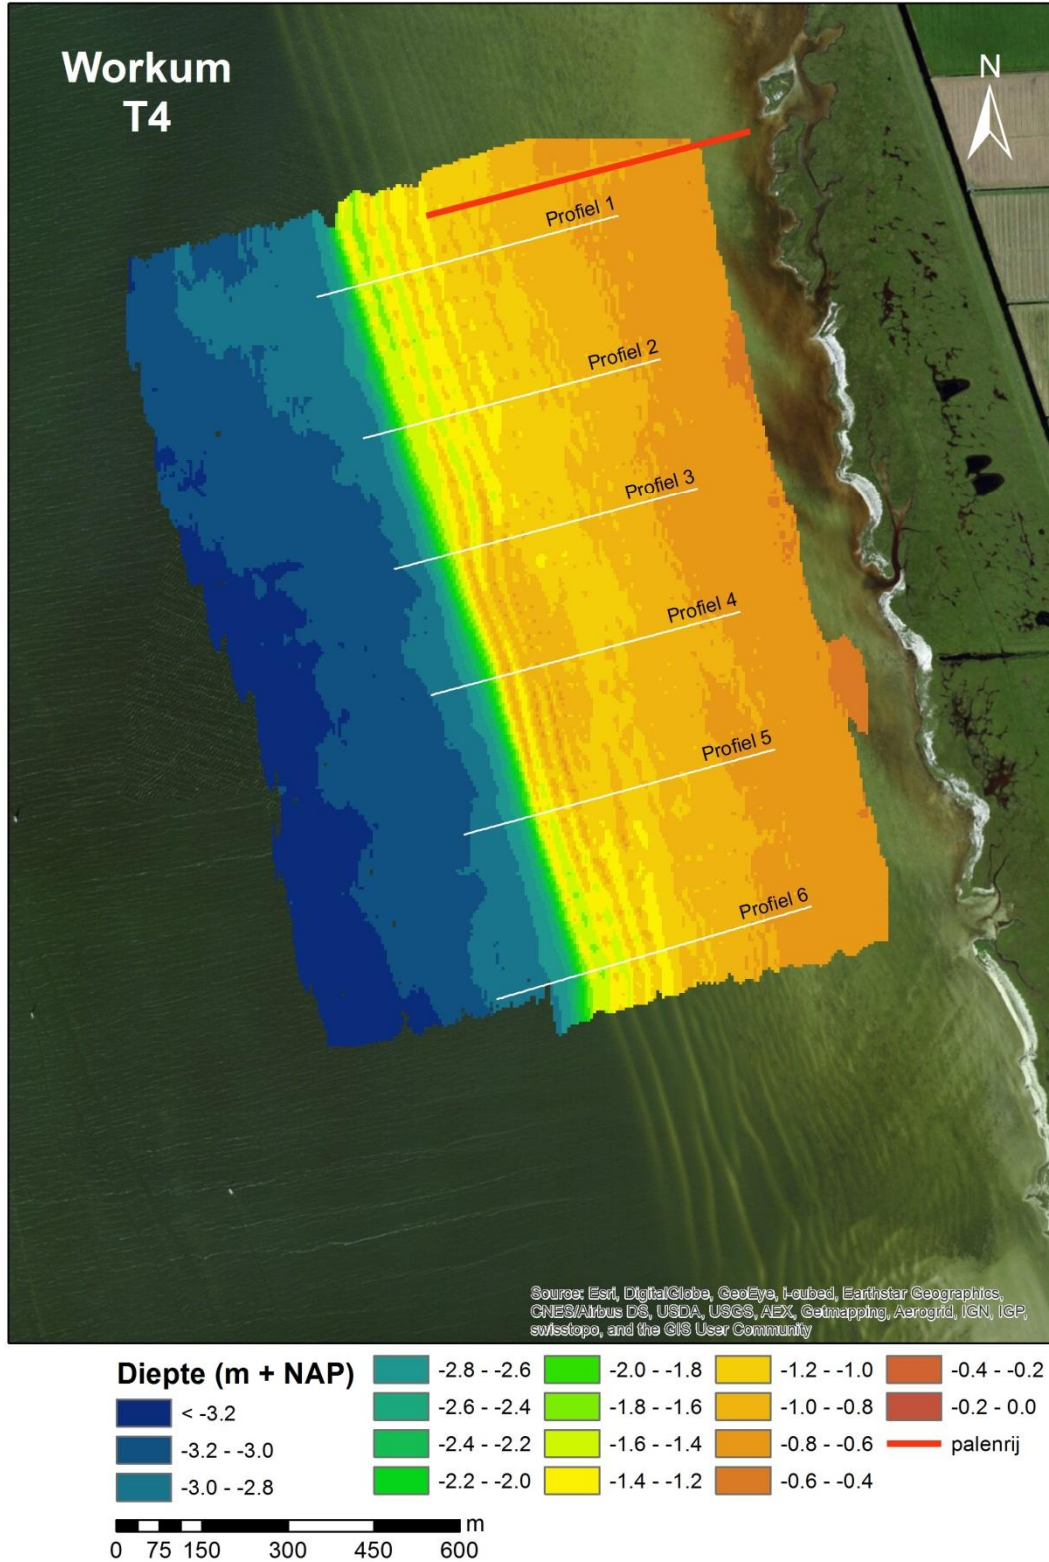 Workum
T4
N
Profiel 1
Profiel 2
Profiel 3
Profiel 4
Profiel 5
Profiel 6
Source: Esri, DigitalGlobe, GeoEye, i-cubed, Earthstar Geographics,
CNES/Airbus DS, USDA, USGS, AEX, Getmapping, Aerogrid, IGN, IGP,
swisstopo, and the GIS User Community
Diepte (m + NAP)
< -3.2
-3.2 - -3.0
-3.0 - -2.8
-2.8 - -2.6
-2.6 - -2.4
-2.4 - -2.2
-2.2 - -2.0
-2.0 - -1.8
-1.8 - -1.6
-1.6 - -1.4
-1.4 - -1.2
-1.2 - -1.0
-1.0 - -0.8
-0.8 - -0.6
-0.6 - -0.4
-0.4 - -0.2
-0.2 - 0.0
palenrij
m
0 75 150 300 450 600